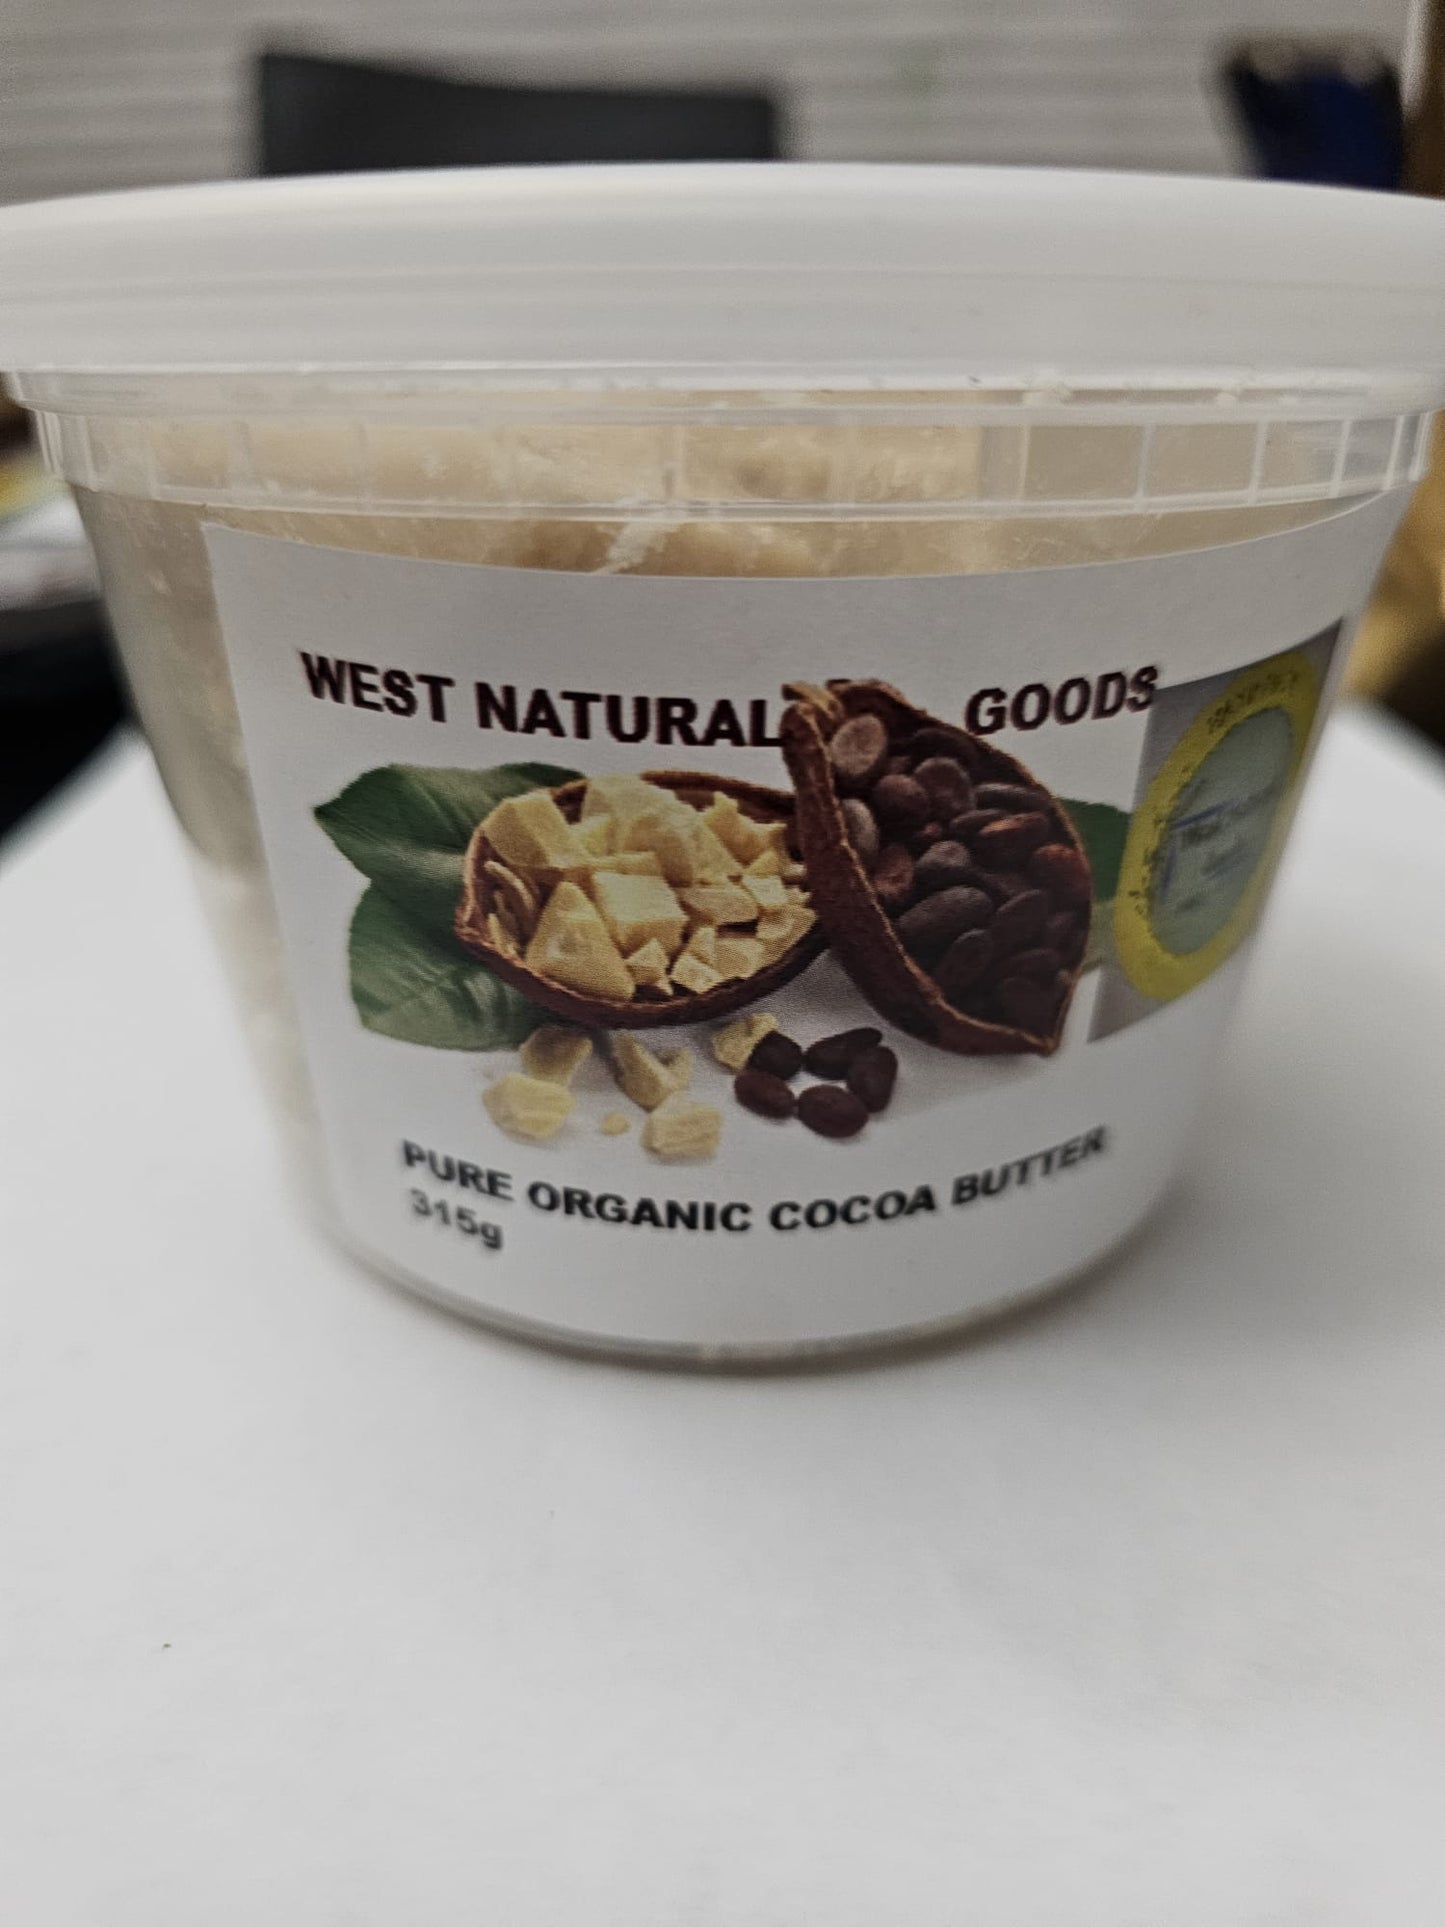 WEST NATURAL GOODS
PURE ORGANIC COCOA BUTTER
315g